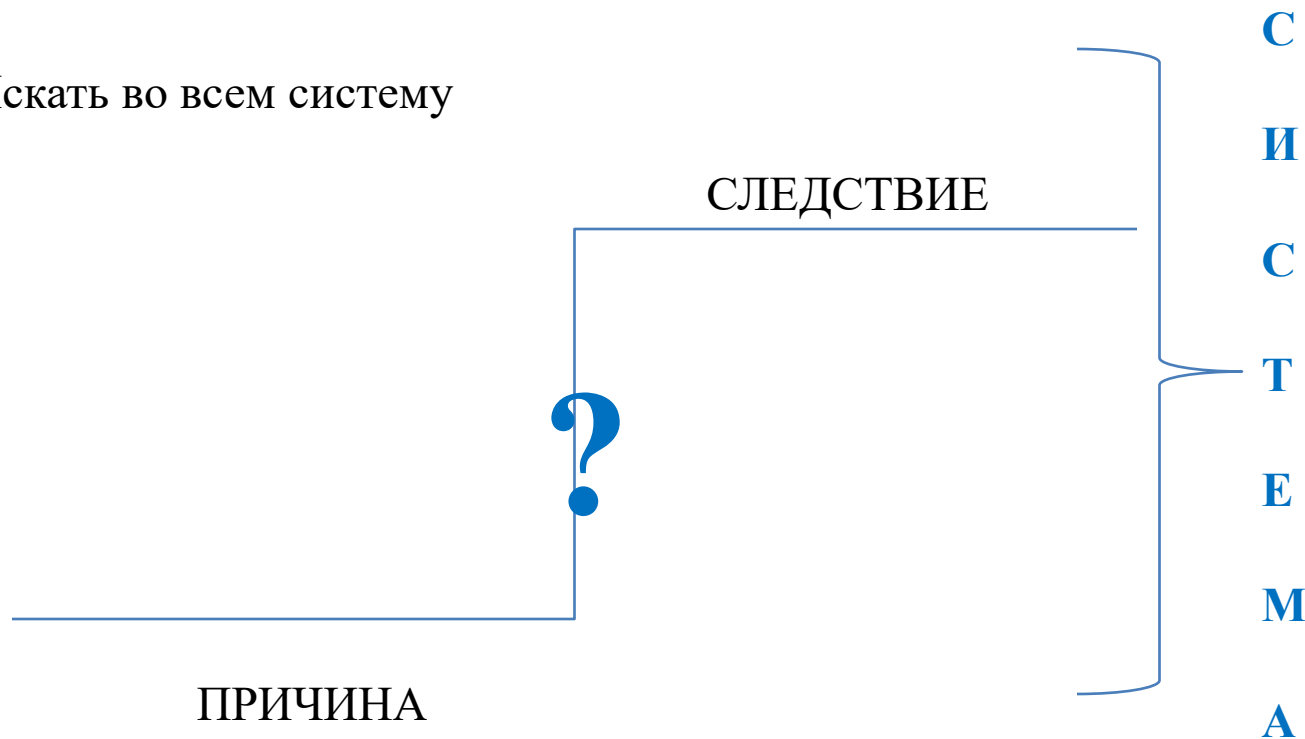 скать во всем систему
СЛЕДСТВИЕ
?
ПРИЧИНА
С
И
С
Т
Е
М
А